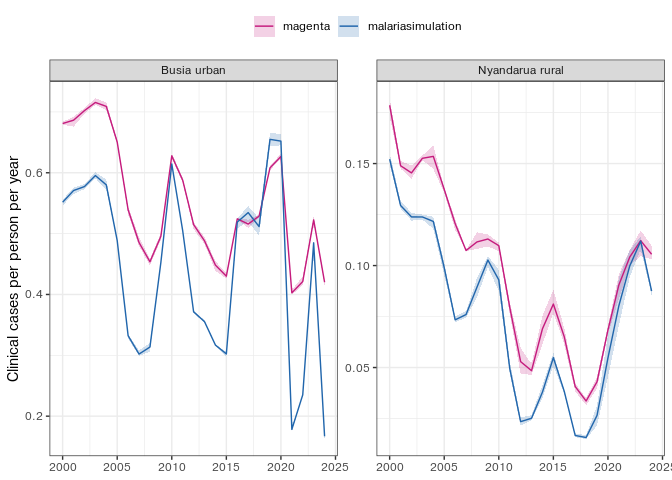 magenta malariasimulation
Busia urban
Nyandarua rural
Clinical cases per person per year
0.6
0.4
0.2
0.15
0.10
0.05
2000 2005 2010 2015 2020 2025
2000 2005 2010 2015 2020 2025